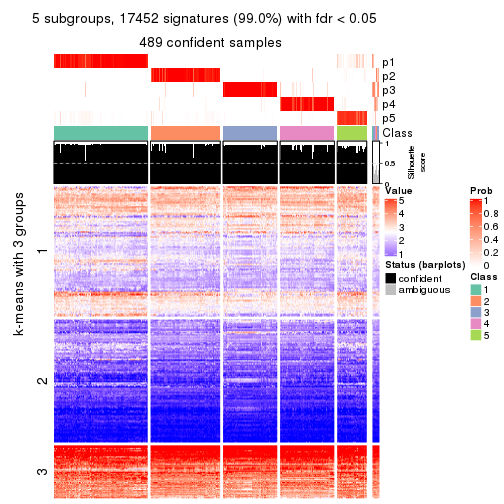 5 subgroups, 17452 signatures (99.0%) with fdr < 0.05
489 confident samples
p1
p2
p3
p4
p5
Class
1
0.5
0
Silhouette
score
k-means with 3 groups
1
2
3
Value
5
4
3
2
1
Status (barplots)
confident
ambiguous
Prob
1
0.8
0.6
0.4
0.2
0
Class
1
2
3
4
5